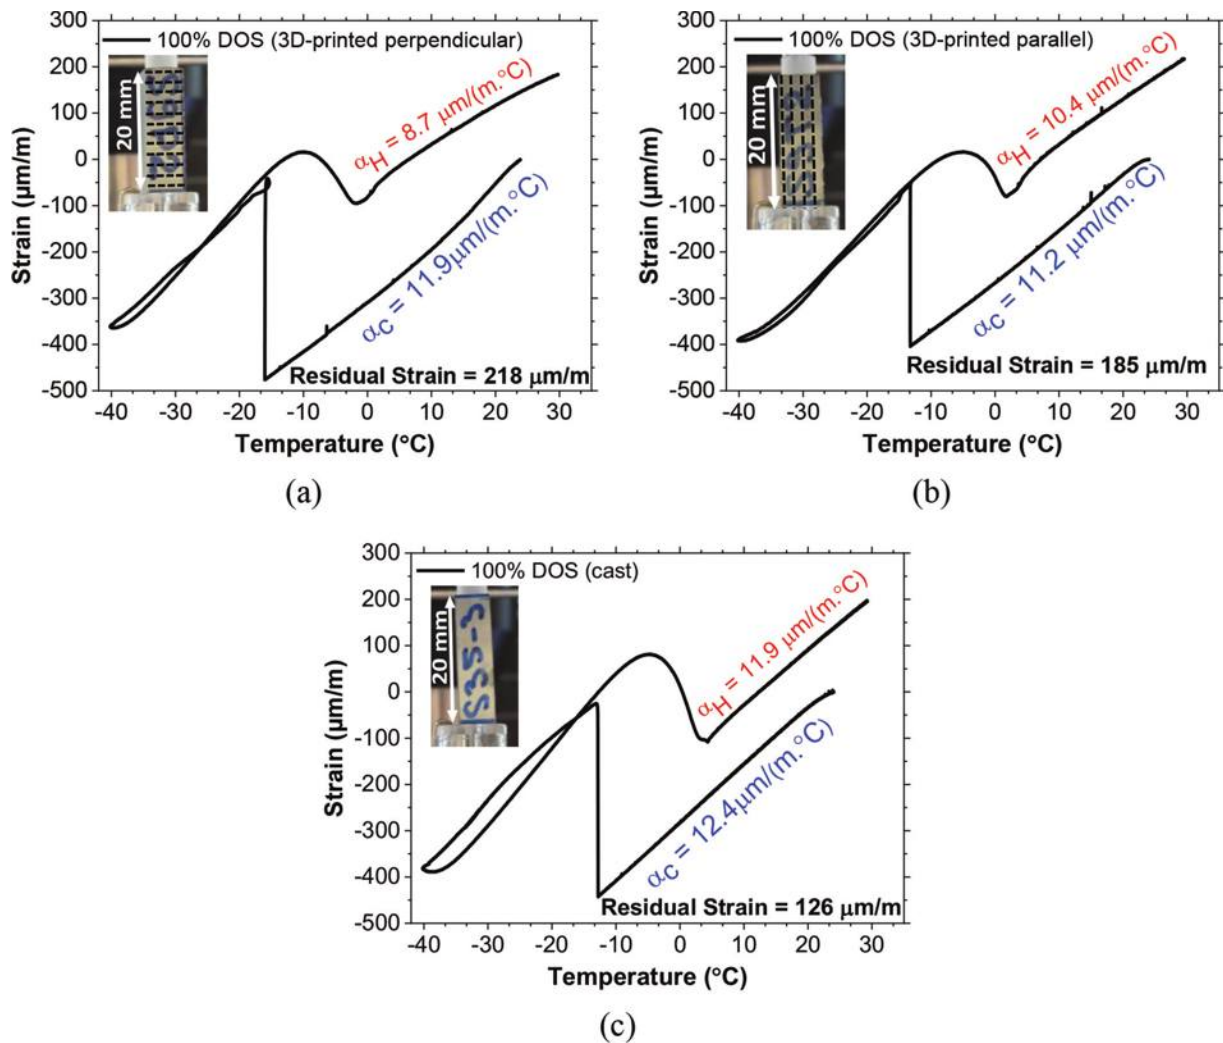 100% DOS (3D-printed perpendicular)
20 mm
αH = 8.7 μm/(m.°C)
αc = 11.9μm/(m.°C)
Residual Strain = 218 μm/m
Strain (μm/m)
300
200
100
0
-100
-200
-300
-400
-500
-40 -30 -20 -10 0 10 20 30
Temperature (°C)
(a)
100% DOS (3D-printed parallel)
20 mm
αH = 10.4 μm/(m.°C)
αc = 11.2 μm/(m.°C)
Residual Strain = 185 μm/m
Strain (μm/m)
300
200
100
0
-100
-200
-300
-400
-500
-40 -30 -20 -10 0 10 20 30
Temperature (°C)
(b)
100% DOS (cast)
20 mm
S35-3
αH = 11.9 μm/(m.°C)
αc = 12.4μm/(m.°C)
Residual Strain = 126 μm/m
Strain (μm/m)
300
200
100
0
-100
-200
-300
-400
-500
-40 -30 -20 -10 0 10 20 30
Temperature (°C)
(c)